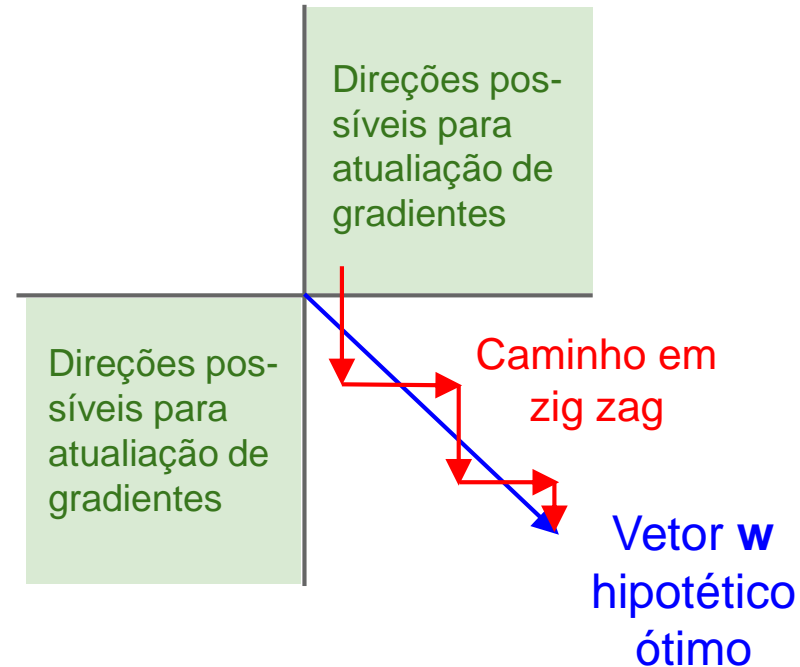 Direções pos-
síveis para
atualiação de
gradientes
Direções pos-
síveis para
atualiação de
gradientes
Caminho em
zig zag
Vetor w
hipotético
ótimo